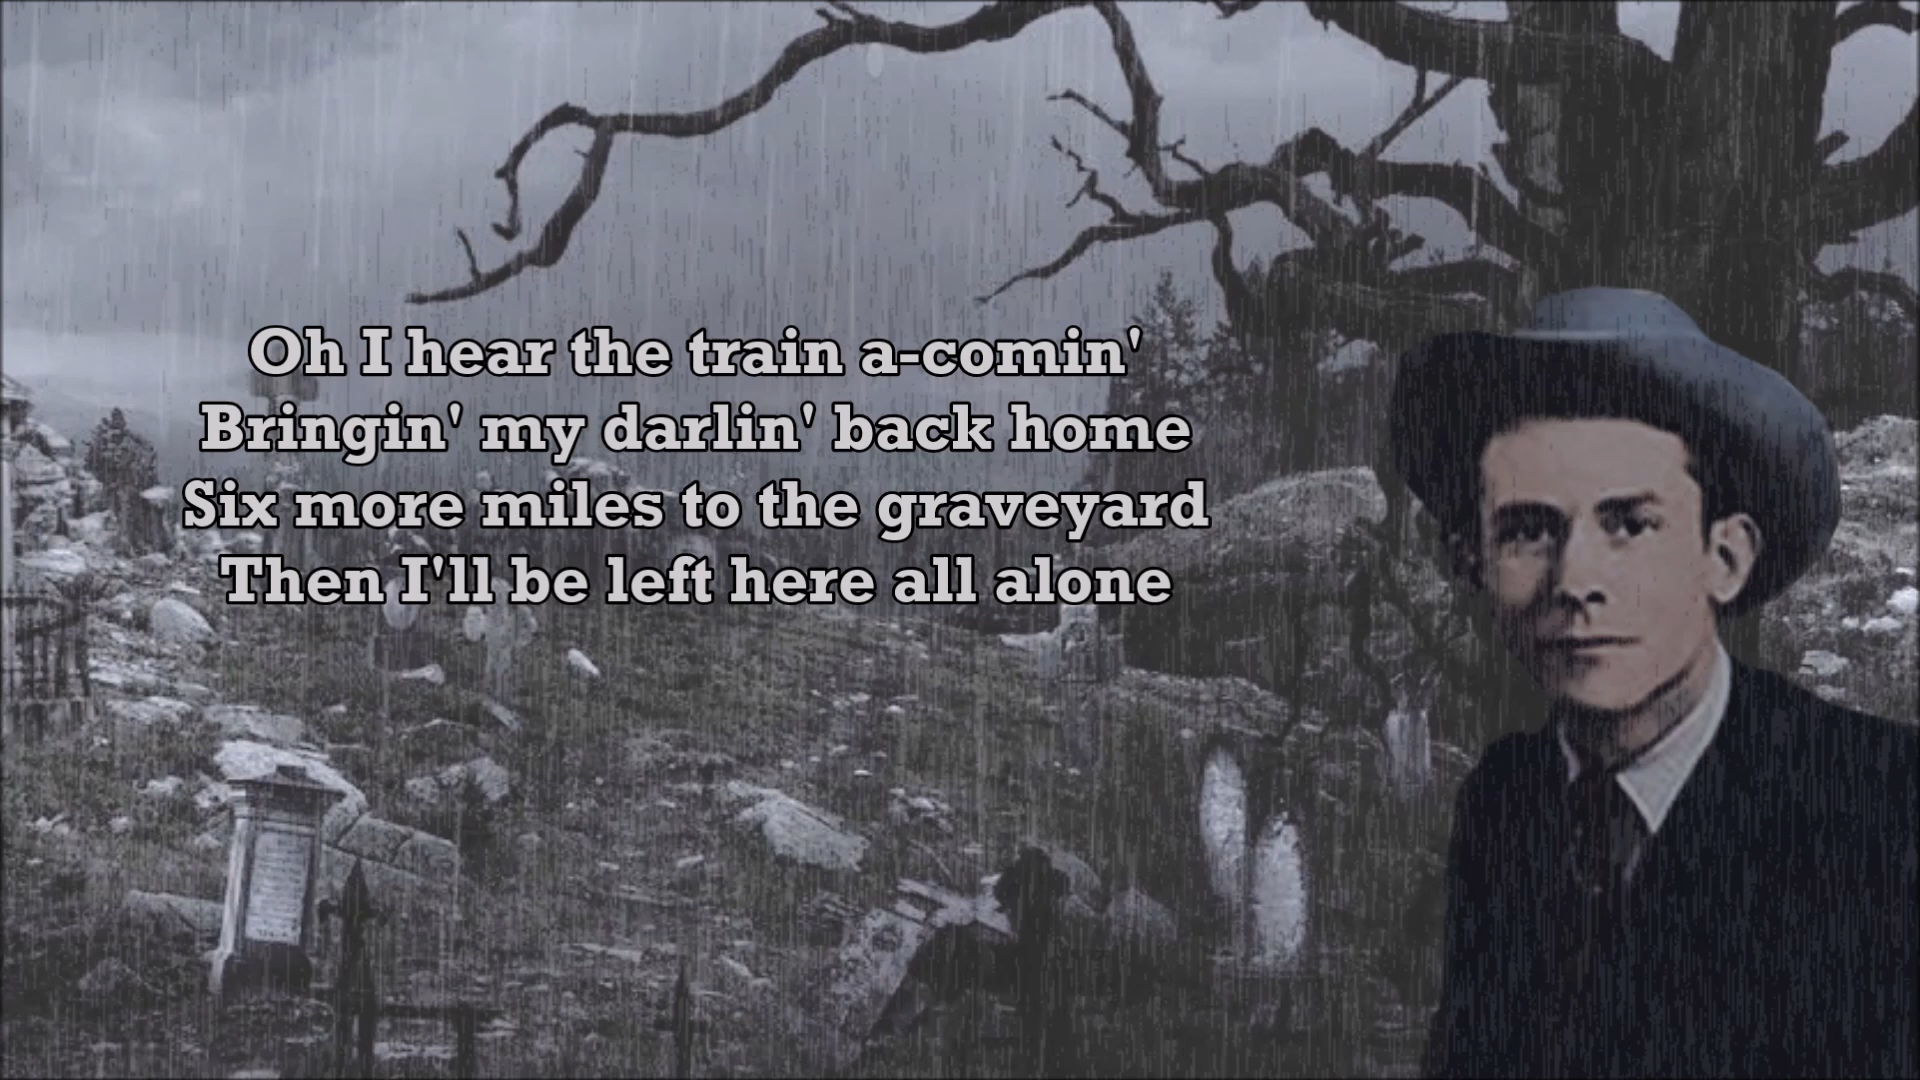 Oh I hear the train a-comin'
Bringin' my darlin' back home
Six more miles to the graveyard
Then I'll be left here all alone